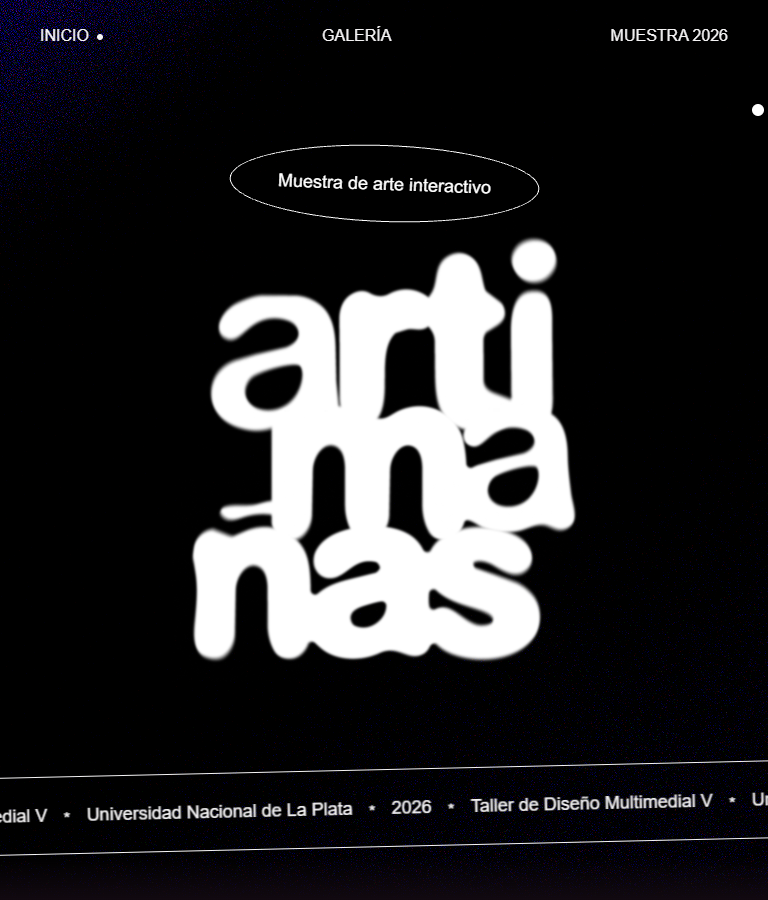 INICIO
GALERÍA
MUESTRA 2026
Muestra de arte interactivo
arti
ma
ñas
edial V * Universidad Nacional de La Plata * 2026 * Taller de Diseño Multimedial V * Un